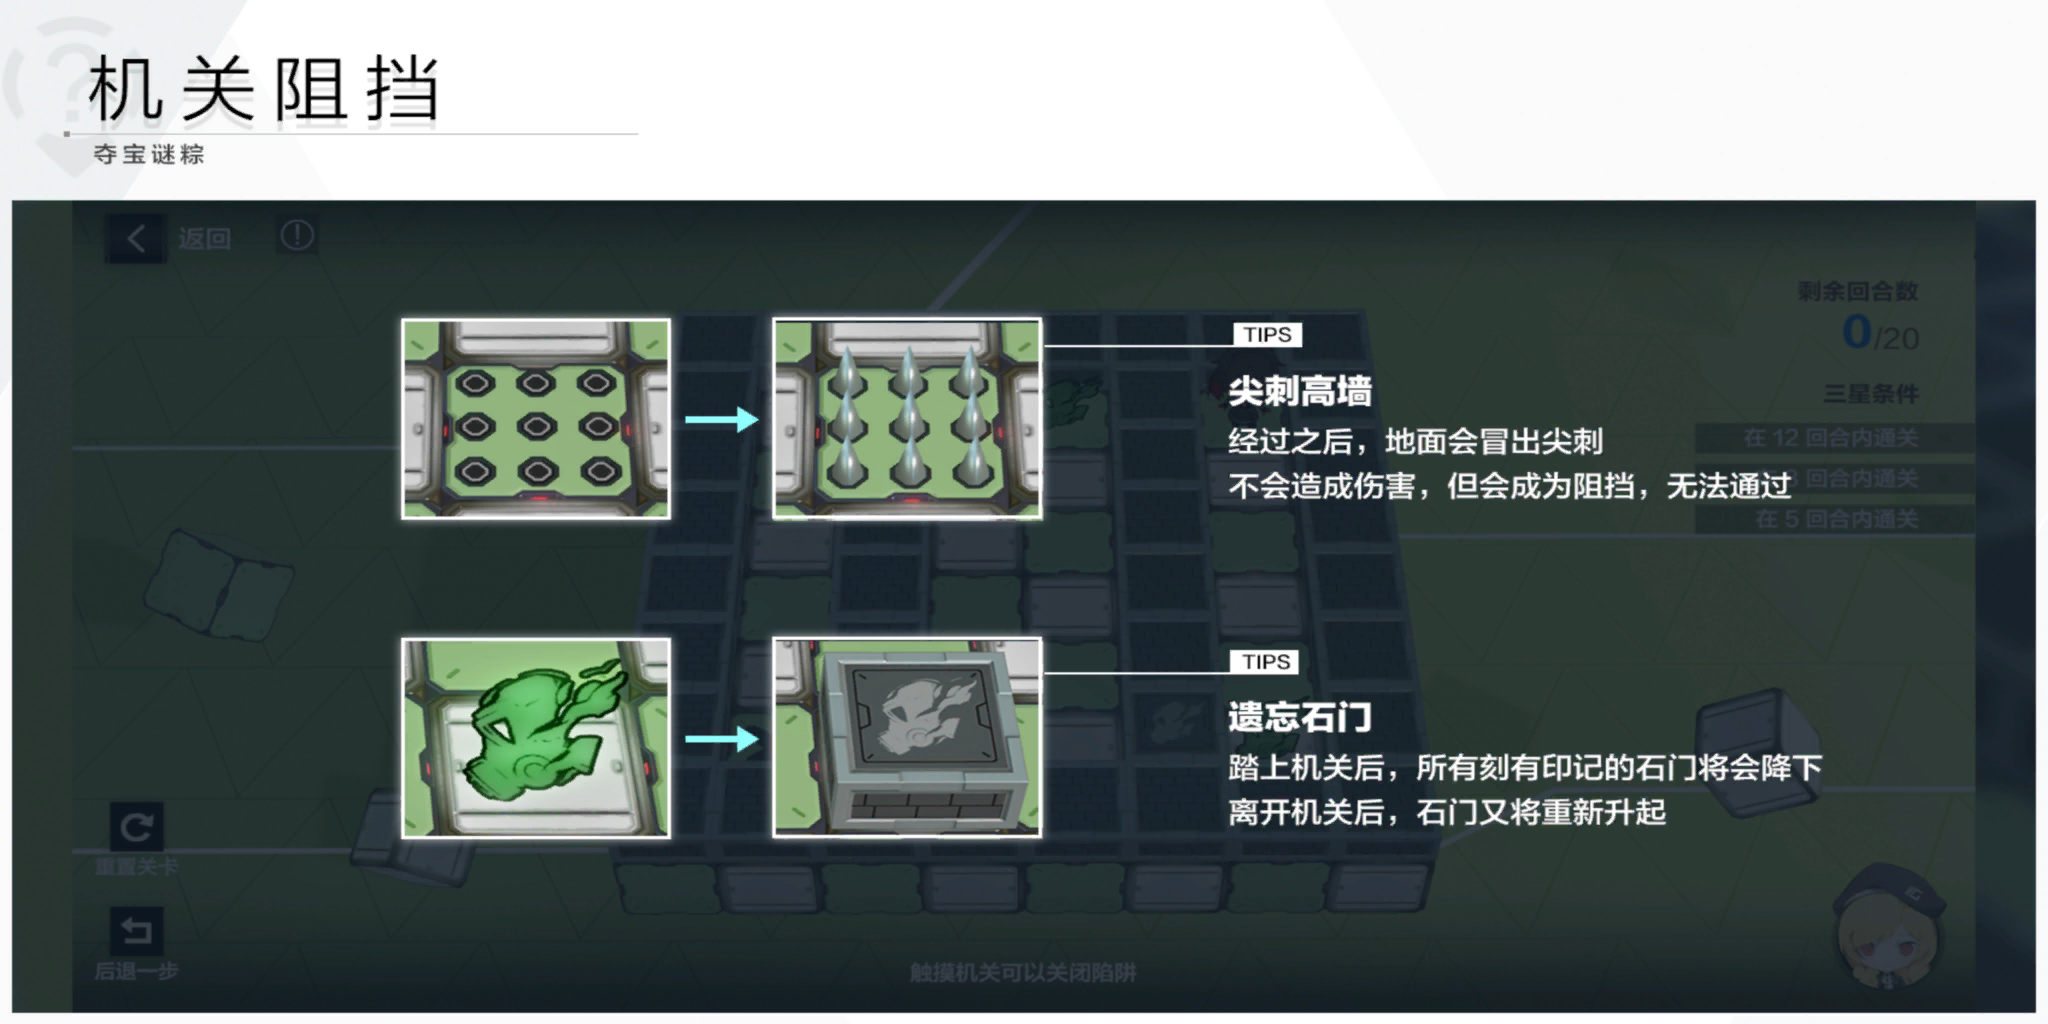 机关阻挡
夺宝谜粽
返回
剩余回合数
0/20
三星条件
在 12 回合内通关
回合内通关
在 5 回合内通关
TIPS
尖刺高墙
经过之后，地面会冒出尖刺
不会造成伤害，但会成为阻挡，无法通过
TIPS
遗忘石门
踏上机关后，所有刻有印记的石门将会降下
离开机关后，石门又将重新升起
重置关卡
后退一步
触摸机关可以关闭陷阱